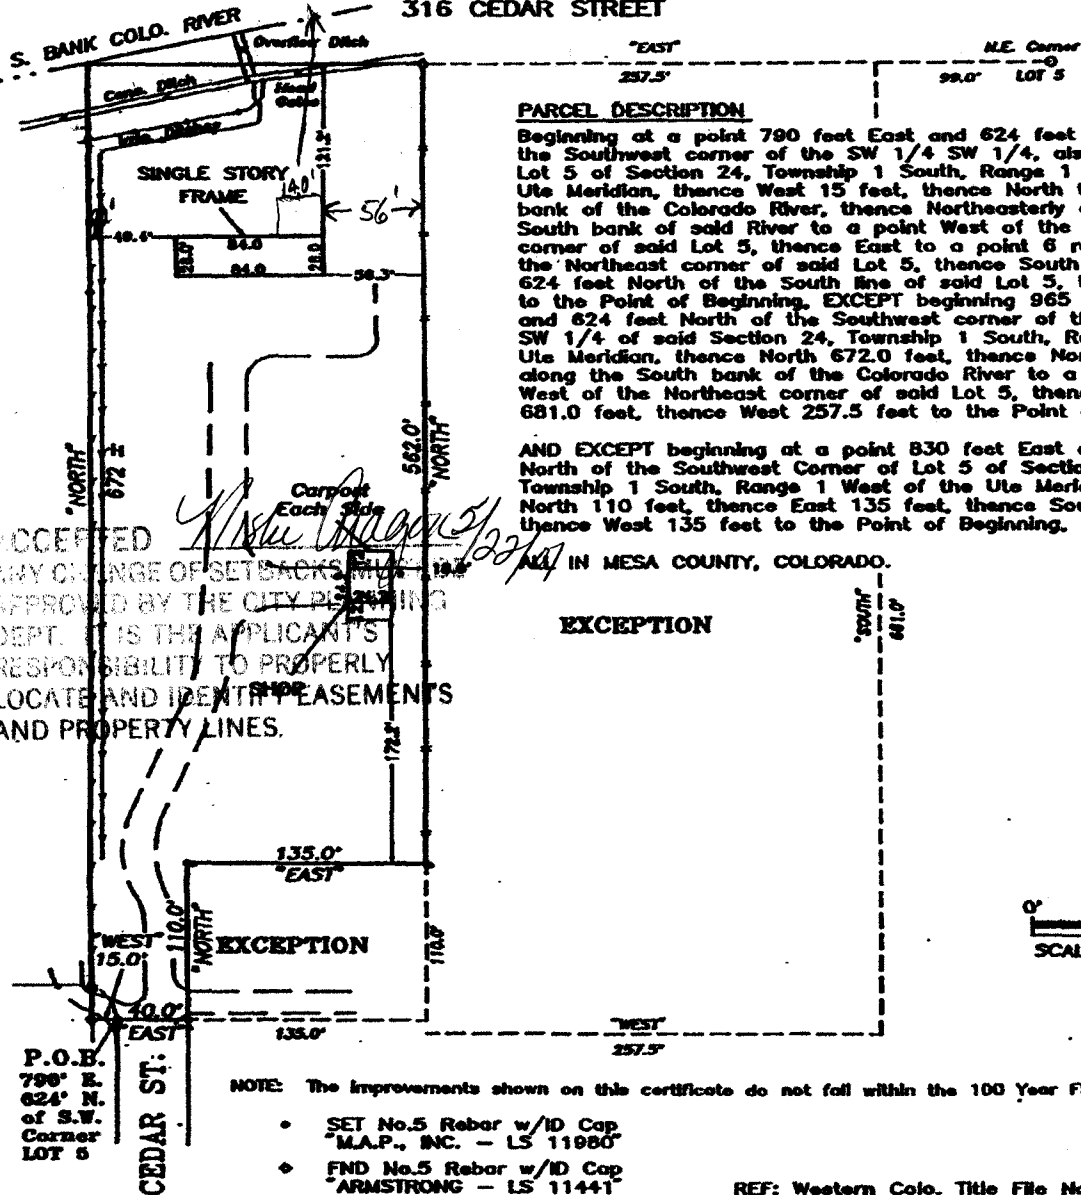 316 CEDAR STREET
S. BANK COLO. RIVER
Overflow Ditch
"EAST"
257.5'
N.E. Corner
99.0'
LOT 5
Conc. Ditch
Head
Gates
121.2'
SINGLE STORY
FRAME
40'
56'
49.4'
84.0
28.0'
28.0
84.0
56.3'
PARCEL DESCRIPTION
Beginning at a point 790 feet East and 624 feet
the Southwest corner of the SW 1/4 SW 1/4, als
Lot 5 of Section 24, Township 1 South, Range 1
Ute Meridian, thence West 15 feet, thence North t
bank of the Colorado River, thence Northeasterly
South bank of said River to a point West of the
corner of said Lot 5, thence East to a point 6 r
the Northeast corner of said Lot 5, thence South
624 feet North of the South line of said Lot 5, t
to the Point of Beginning, EXCEPT beginning 965
and 624 feet North of the Southwest corner of th
SW 1/4 of said Section 24, Township 1 South, Ra
Ute Meridian, thence North 672.0 feet, thence Nor
along the South bank of the Colorado River to a
West of the Northeast corner of said Lot 5, thenc
681.0 feet, thence West 257.5 feet to the Point
AND EXCEPT beginning at a point 830 feet East
North of the Southwest Corner of Lot 5 of Sectio
Township 1 South, Range 1 West of the Ute Meri
North 110 feet, thence East 135 feet, thence Sou
thence West 135 feet to the Point of Beginning.
ALL IN MESA COUNTY, COLORADO.
"NORTH"
672
562.0'
"NORTH"
Carport
Each Side
5/22/07
ACCEPTED
ANY CHANGE OF SETBACKS MUST BE
APPROVED BY THE CITY PLANNING
DEPT. IT IS THE APPLICANT'S
RESPONSIBILITY TO PROPERLY
LOCATE AND IDENTIFY EASEMENTS
AND PROPERTY LINES.
SHOP
172.2'
EXCEPTION
"SOUTH"
681.0'
135.0'
"EAST"
110.0'
"NORTH"
EXCEPTION
110.0'
"WEST"
15.0'
40.0'
"EAST"
135.0'
"WEST"
257.5'
0'
SCAL
P.O.B.
790' E.
624' N.
of S.W.
Corner
LOT 5
CEDAR ST.
NOTE: The improvements shown on this certificate do not fall within the 100 Year F
SET No.5 Rebar w/ID Cap
"M.A.P., INC. - LS 11980"
FND No.5 Rebar w/ID Cap
"ARMSTRONG - LS 11441"
REF: Western Colo. Title File No